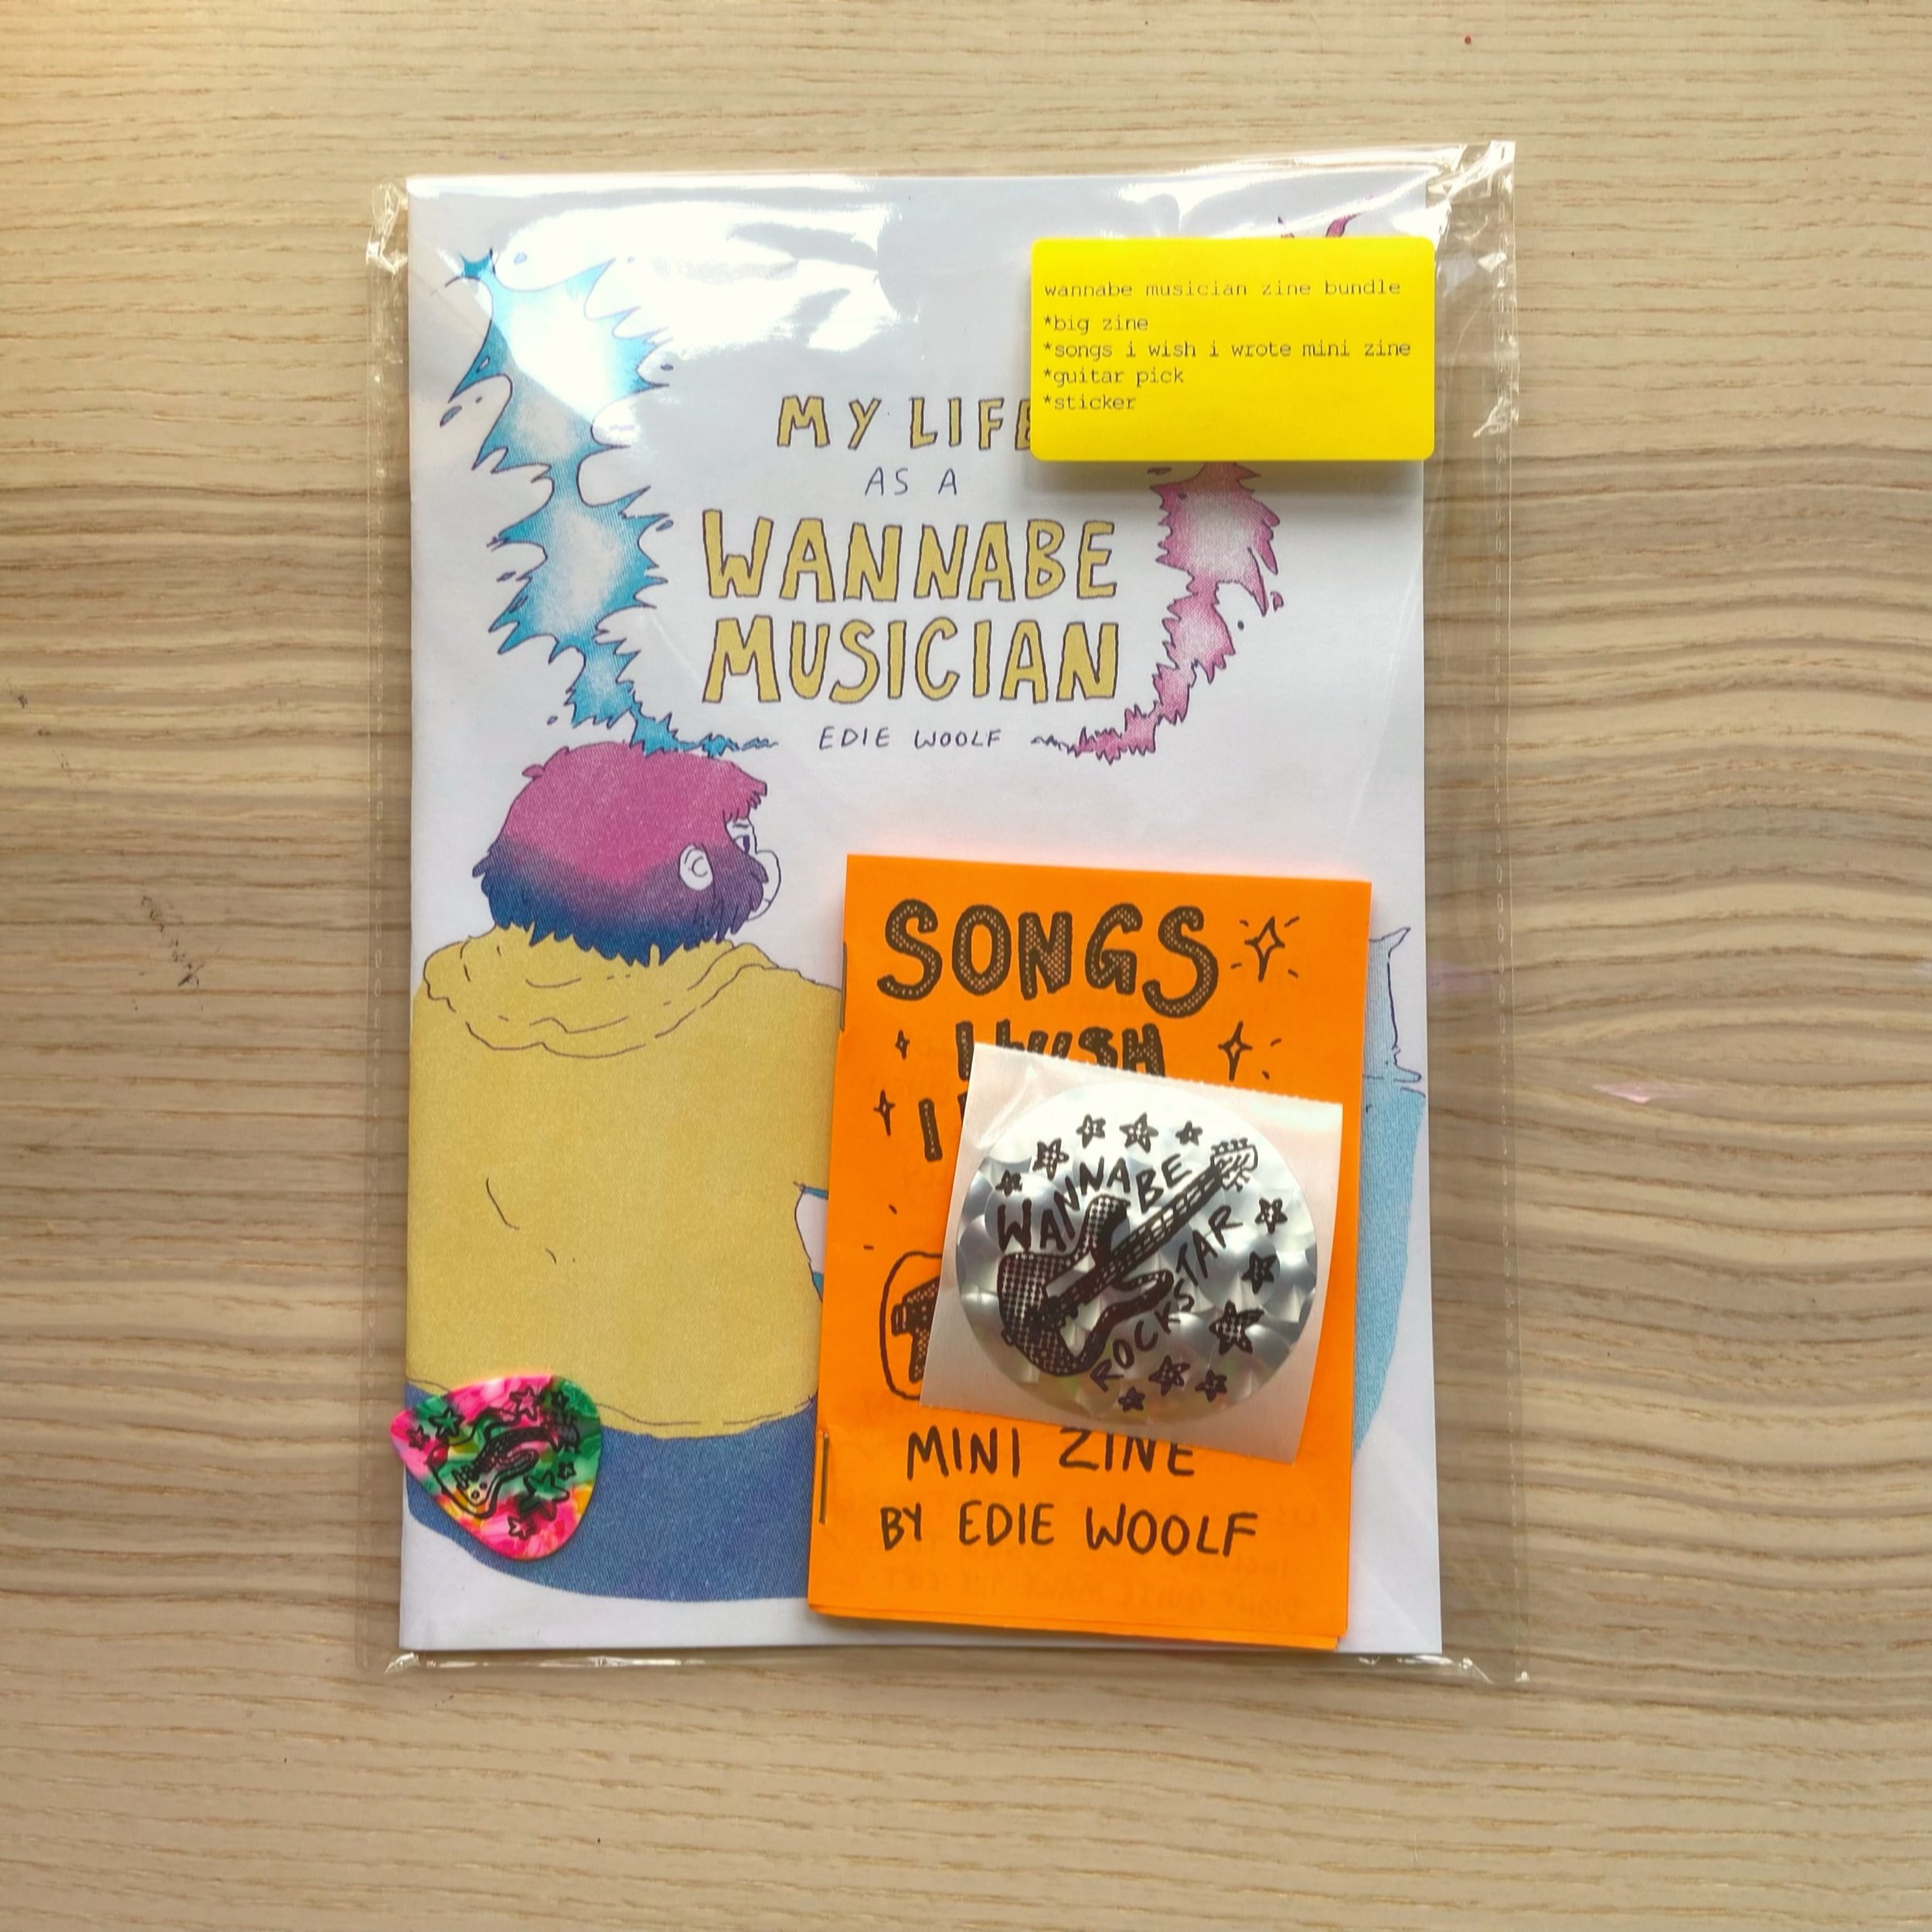 wannabe musician zine bundle
*big zine
*songs i wish i wrote mini zine
*guitar pick
*sticker
MY LIFE
AS A
WANNABE
MUSICIAN
EDIE WOOLF
SONGS
I WISH
I
WANNABE
ROCKSTAR
MINI ZINE
BY EDIE WOOLF